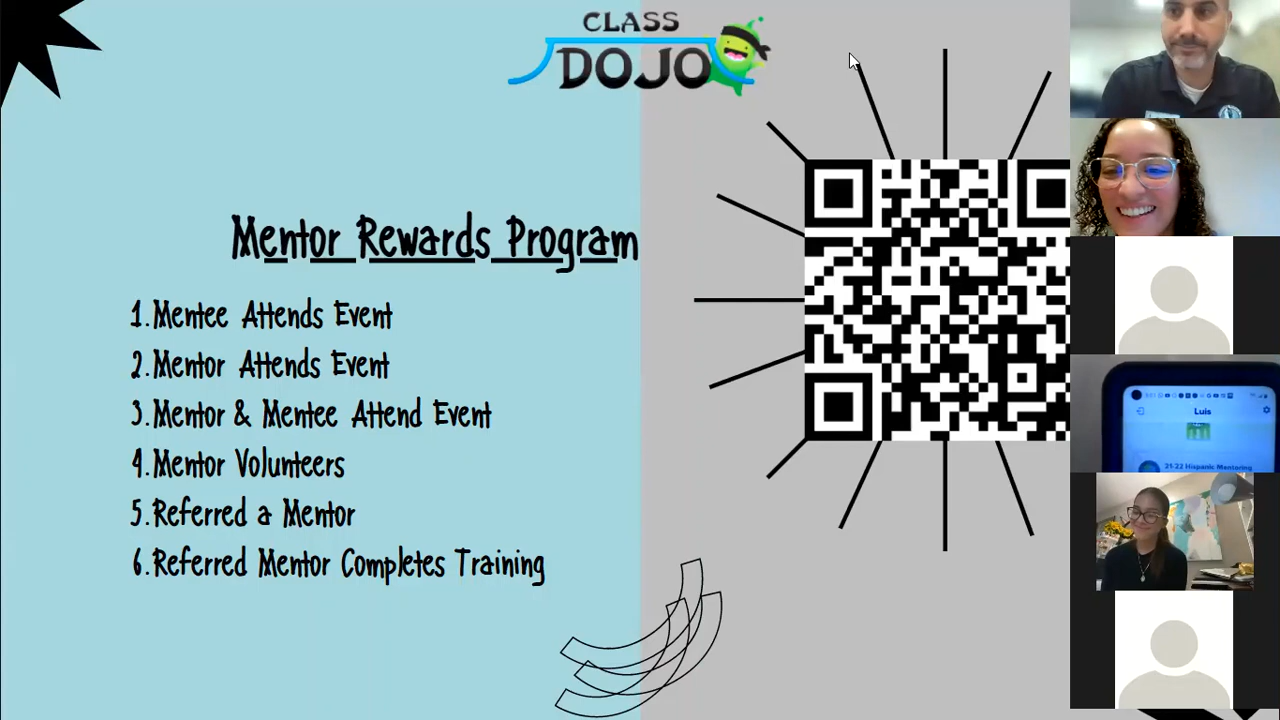 CLASS
DOJO
Mentor Rewards Program
1.Mentee Attends Event
2.Mentor Attends Event
3.Mentor & Mentee Attend Event
4.Mentor Volunteers
5.Referred a Mentor
6.Referred Mentor Completes Training
Luis
21-22 Hispanic Mentoring